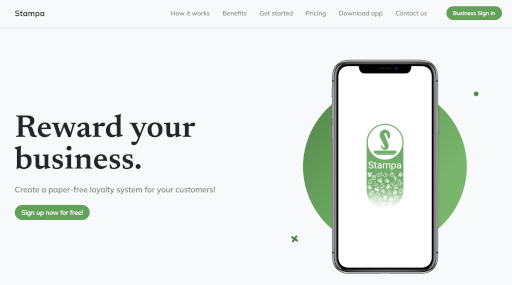 Stampa
How it works
Benefits
Get started
Pricing
Download app
Contact us
Business Sign In
Reward your
business.
Create a paper-free loyalty system for your customers!
Sign up now for free!
Stampa